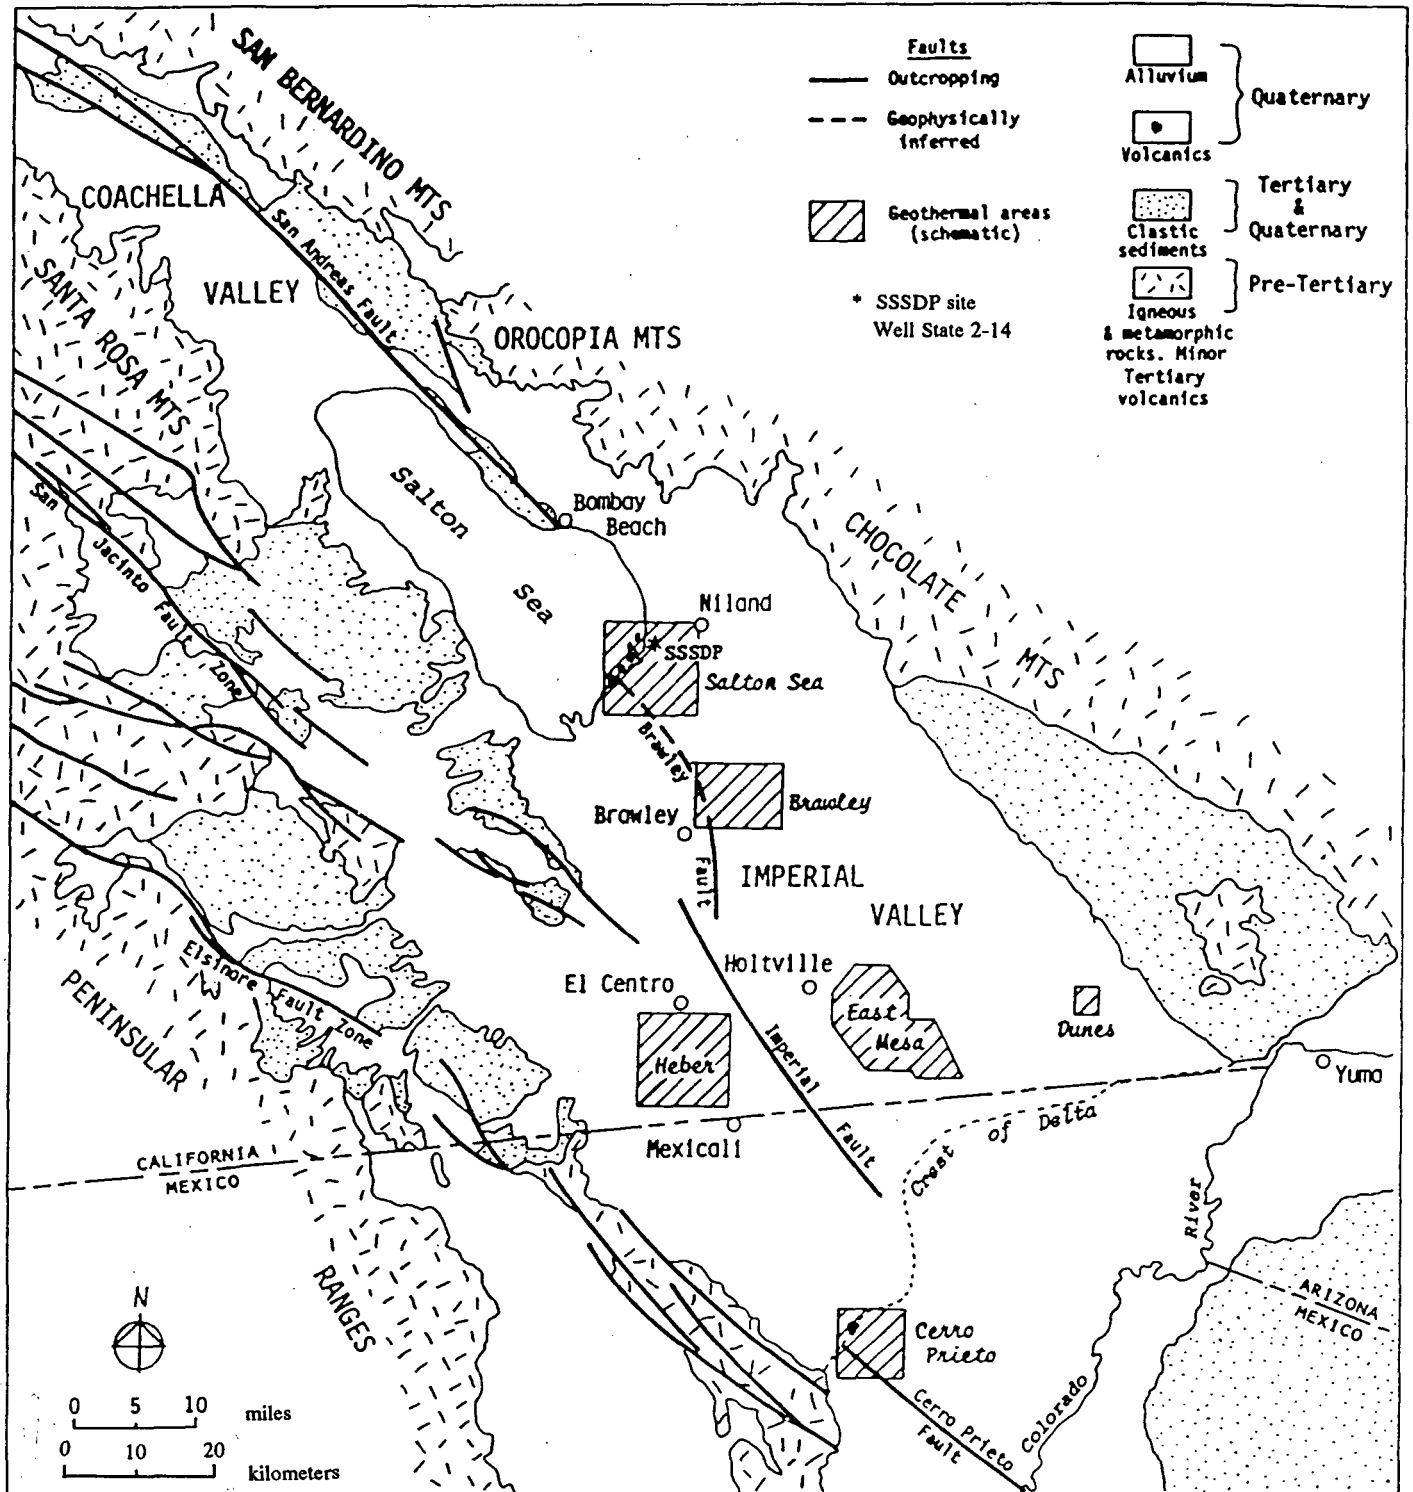 SAN BERNARDINO MTS
Faults
Outcropping
Geophysically
inferred
Geothermal areas
(schematic)
* SSSDP site
Well State 2-14
Alluvium
Volcanics
Quaternary
Clastic
sediments
Tertiary
&
Quaternary
Igneous
& metamorphic
rocks. Minor
Tertiary
volcanics
Pre-Tertiary
COACHELLA
VALLEY
San Andreas Fault
SANTA ROSA MTS
OROCOPIA MTS
Salton
Sea
Bombay
Beach
CHOCOLATE
MTS
San
Jacinto Fault
Zone
Niland
*SSSDP
Salton Sea
Brawley
Fault
Brawley
Brawley
IMPERIAL
VALLEY
Elsinore Fault Zone
PENINSULAR
RANGES
El Centro
Holtville
Heber
East
Mesa
Dunes
Imperial
Fault
Yuma
Mexicali
CALIFORNIA
MEXICO
Crest of Delta
River
Colorado
ARIZONA
MEXICO
Cerro
Prieto
Cerro Prieto
Fault
N
0 5 10 miles
0 10 20
kilometers